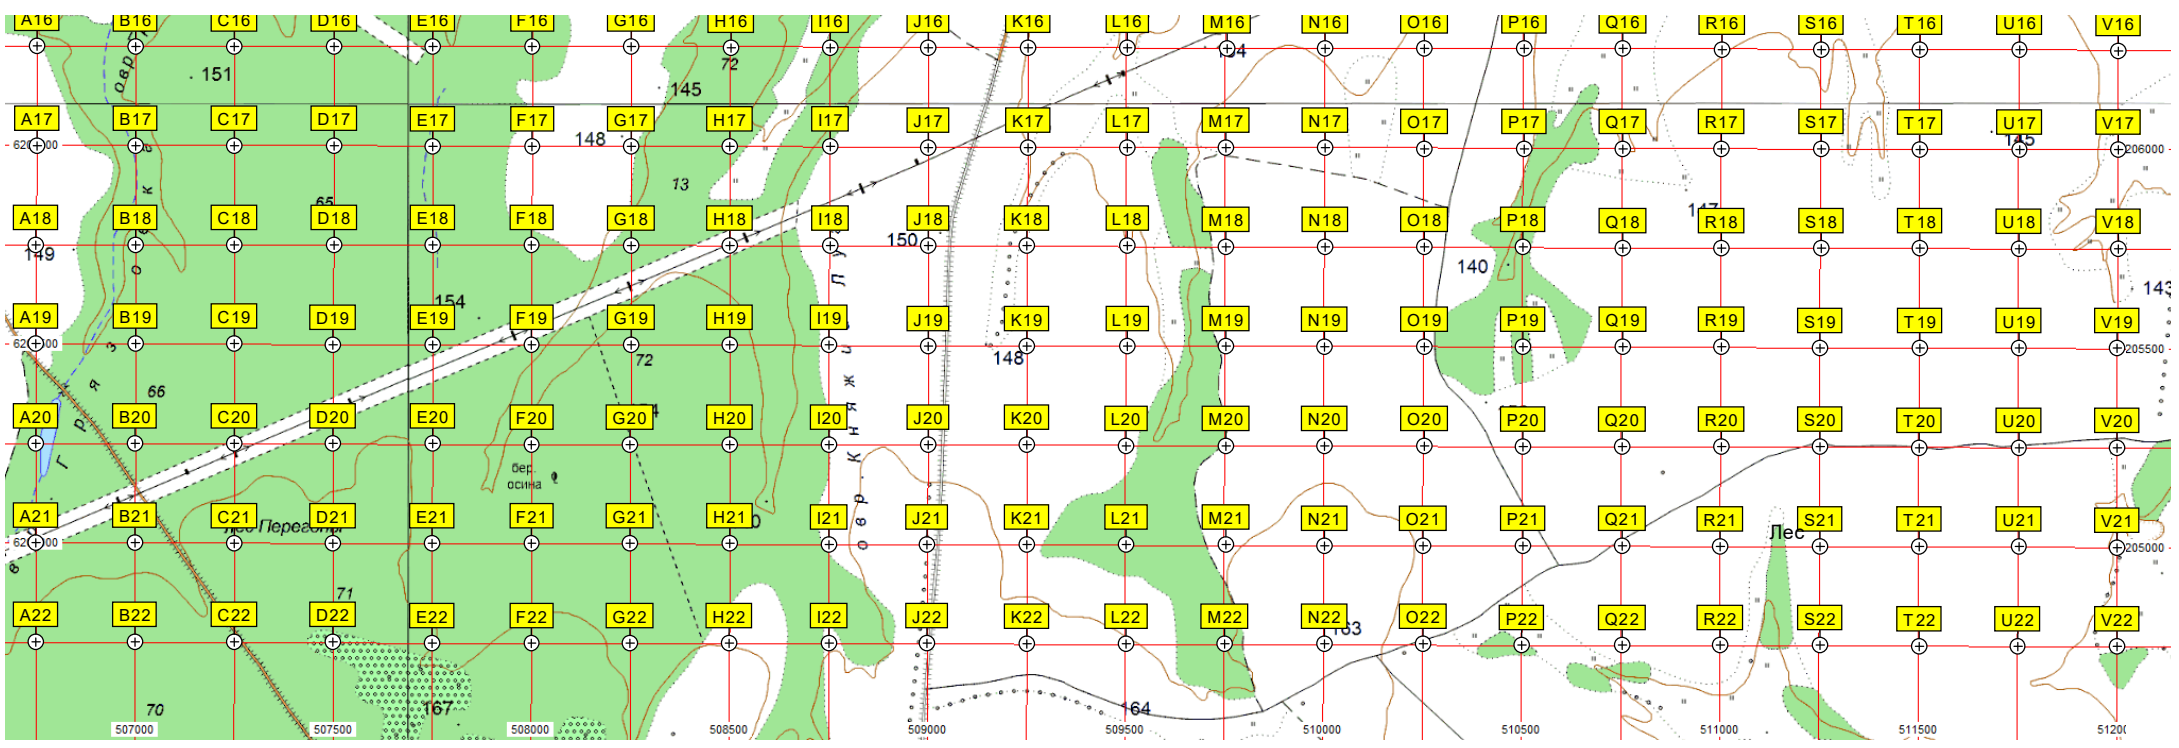 A16 B16 C16 D16 E16 F16 G16 H16 I16 J16 K16 L16 M16 N16 O16 P16 Q16 R16 S16 T16 U16 V16
72
151
145
A17 B17 C17 D17 E17 F17 G17 H17 I17 J17 K17 L17 M17 N17 O17 P17 Q17 R17 S17 T17 U17 V17
148
145
206000
13
65
147
A18 B18 C18 D18 E18 F18 G18 H18 I18 J18 K18 L18 M18 N18 O18 P18 Q18 R18 S18 T18 U18 V18
149
150
140
143
154
A19 B19 C19 D19 E19 F19 G19 H19 I19 J19 K19 L19 M19 N19 O19 P19 Q19 R19 S19 T19 U19 V19
205500
72
148
66
A20 B20 C20 D20 E20 F20 G20 H20 I20 J20 K20 L20 M20 N20 O20 P20 Q20 R20 S20 T20 U20 V20
бер.
осина
овр. Княжий Лу
A21 B21 C21 D21 E21 F21 G21 H21 I21 J21 K21 L21 M21 N21 O21 P21 Q21 R21 S21 T21 U21 V21
Лес
205000
71
A22 B22 C22 D22 E22 F22 G22 H22 I22 J22 K22 L22 M22 N22 O22 P22 Q22 R22 S22 T22 U22 V22
163
70
167
164
507000 507500 508000 508500 509000 509500 510000 510500 511000 511500